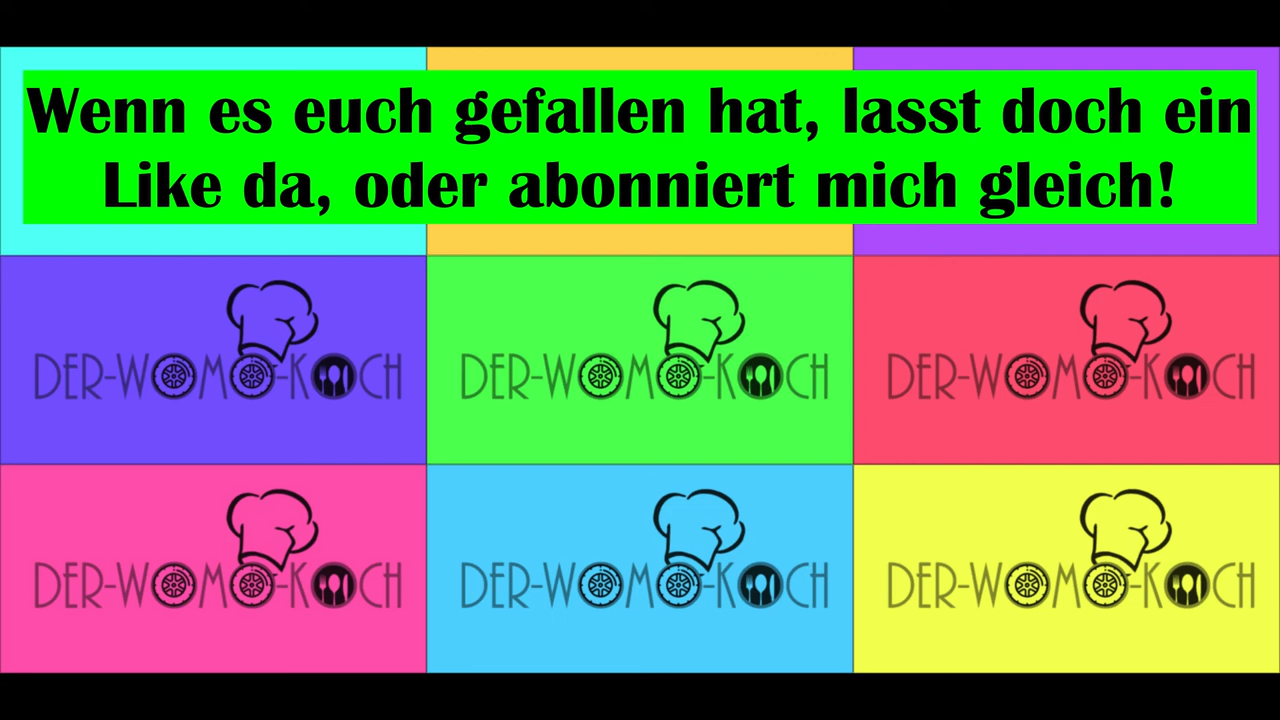 Wenn es euch gefallen hat, lasst doch ein
Like da, oder abonniert mich gleich!
DER-WOMO-KOCH
DER-WOMO-KOCH
DER-WOMO-KOCH
DER-WOMO-KOCH
DER-WOMO-KOCH
DER-WOMO-KOCH